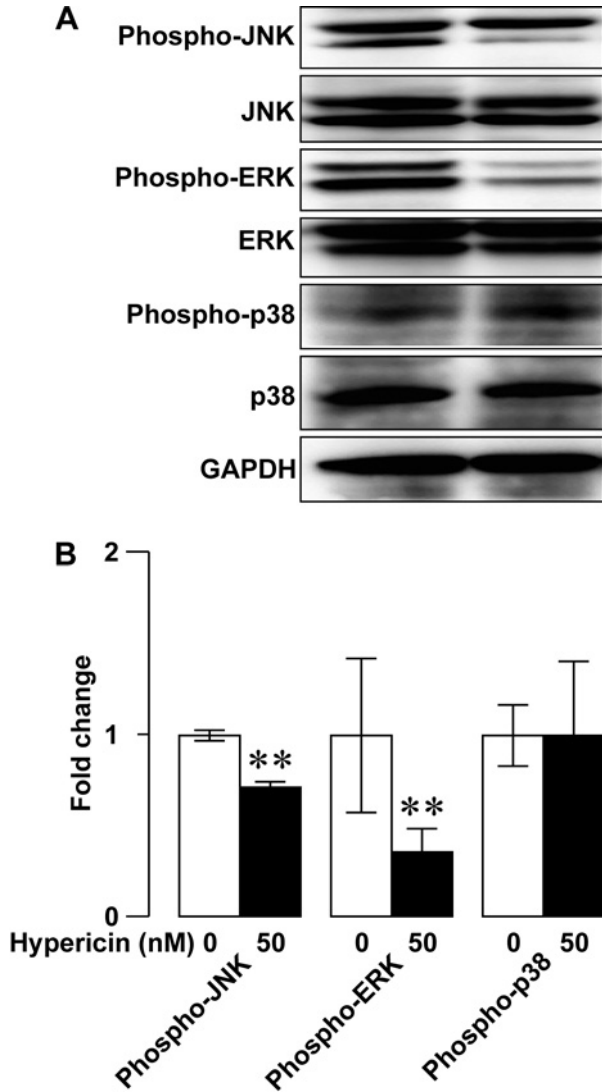 A
Phospho-JNK
JNK
Phospho-ERK
ERK
Phospho-p38
p38
GAPDH
B
2
1
0
Fold change
** **
Hypericin (nM) 0 50 0 50 0 50
Phospho-JNK
Phospho-ERK
Phospho-p38